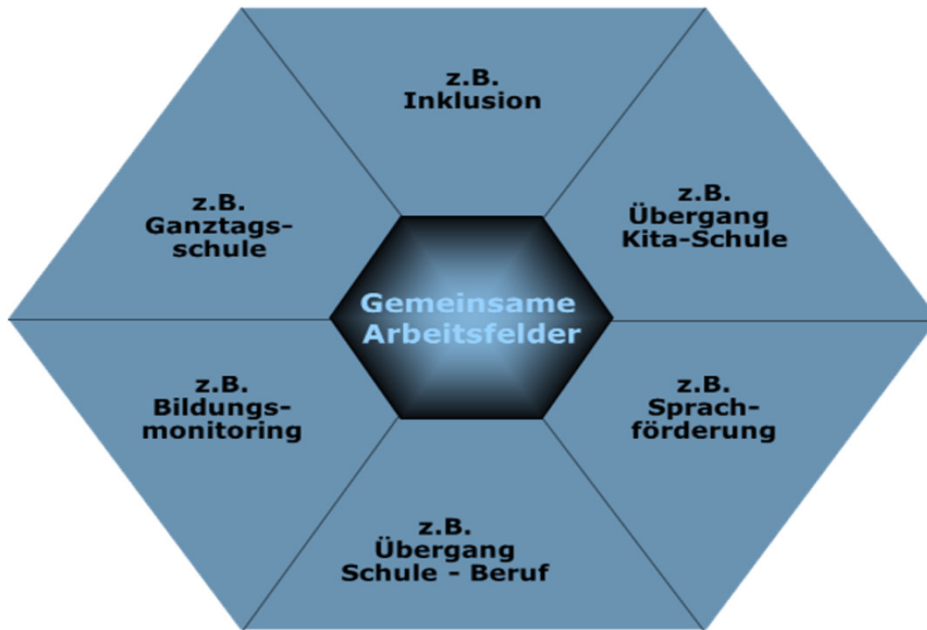 z.B.
Inklusion
z.B.
Ganztags-
schule
z.B.
Übergang
Kita-Schule
Gemeinsame
Arbeitsfelder
z.B.
Bildungs-
monitoring
z.B.
Sprach-
förderung
z.B.
Übergang
Schule - Beruf